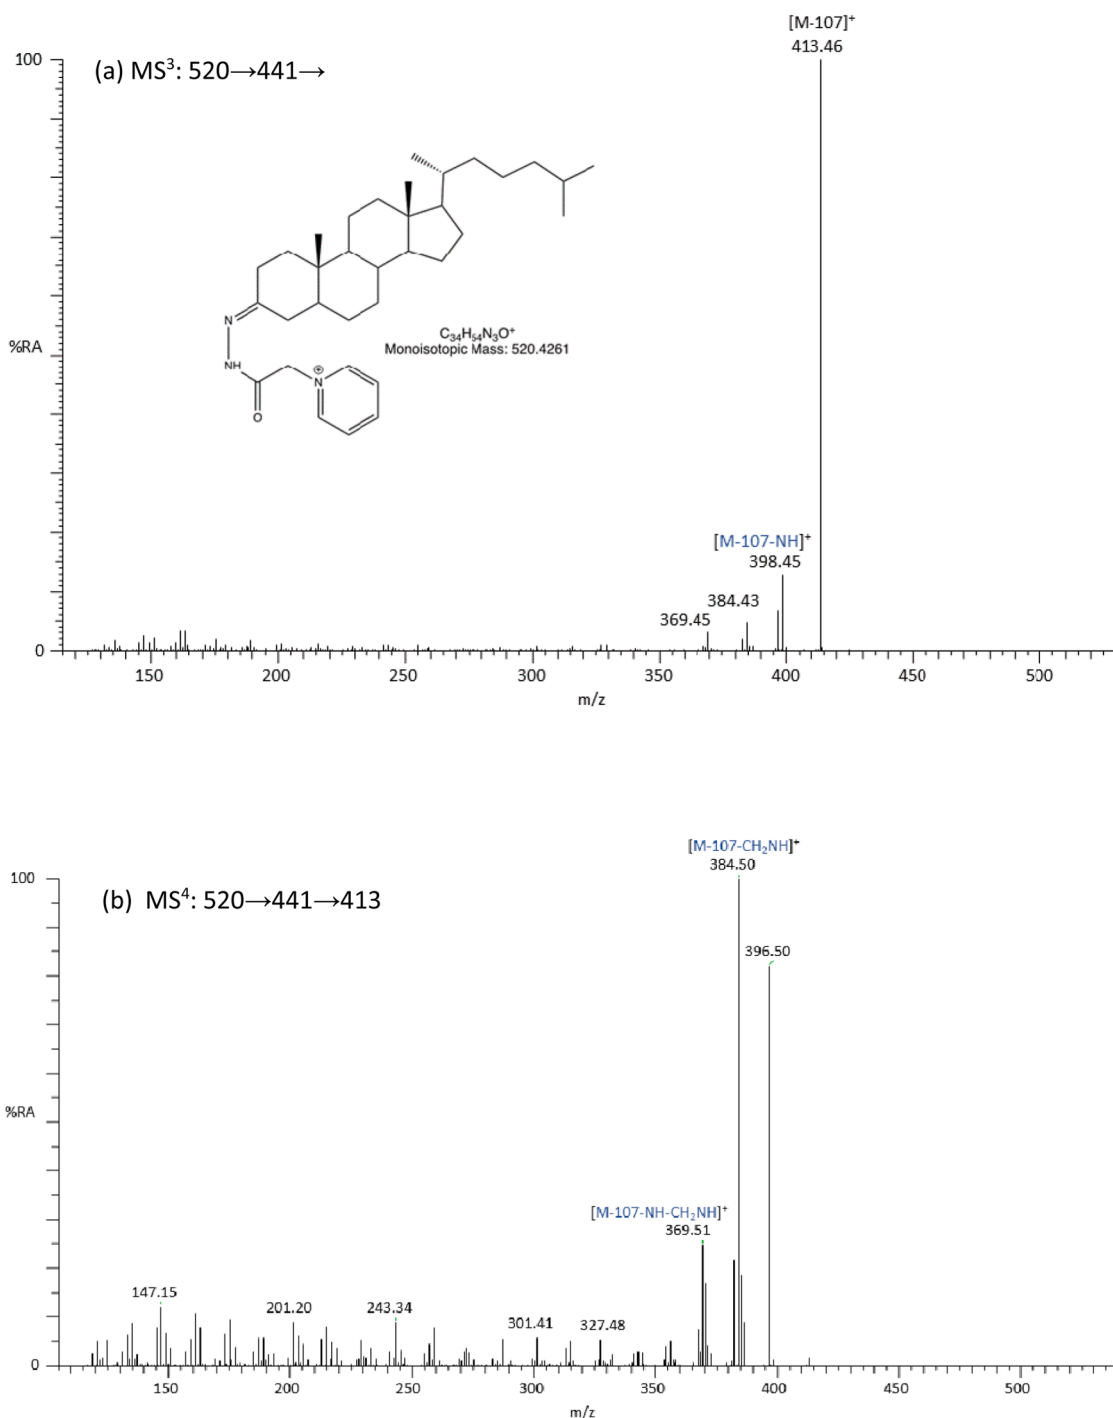 [M-107]⁺
413.46
100
(a) MS³: 520→441→
N
NH
O
N
⊕
C₃₄H₅₄N₃O⁺
Monoisotopic Mass: 520.4261
%RA
[M-107-NH]⁺
398.45
384.43
369.45
0
150 200 250 300 350 400 450 500
m/z
[M-107-CH₂NH]⁺
384.50
100
(b) MS⁴: 520→441→413
396.50
%RA
[M-107-NH-CH₂NH]⁺
369.51
147.15
201.20
243.34
301.41
327.48
0
150 200 250 300 350 400 450 500
m/z